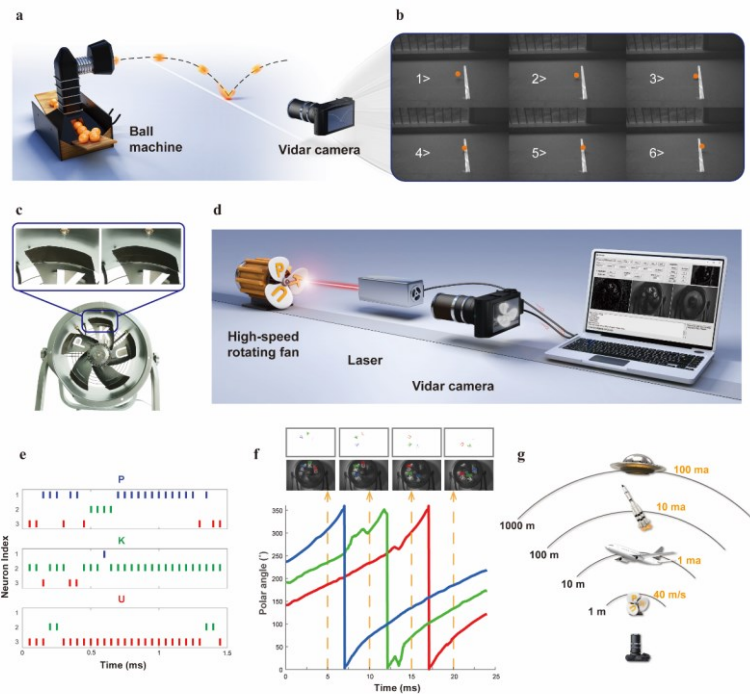 a
b
Ball
machine
Vidar camera
1>
2>
3>
4>
5>
6>
c
d
P
U
High-speed
rotating fan
Laser
Vidar camera
e
P
1
2
3
K
1
2
3
U
1
2
3
Neuron Index
0
0.5
1
1.5
Time (ms)
f
350
300
250
200
150
100
50
0
Polar angle (°)
0
5
10
15
20
Time (ms)
g
100 ma
1000 m
10 ma
100 m
1 ma
10 m
40 m/s
1 m